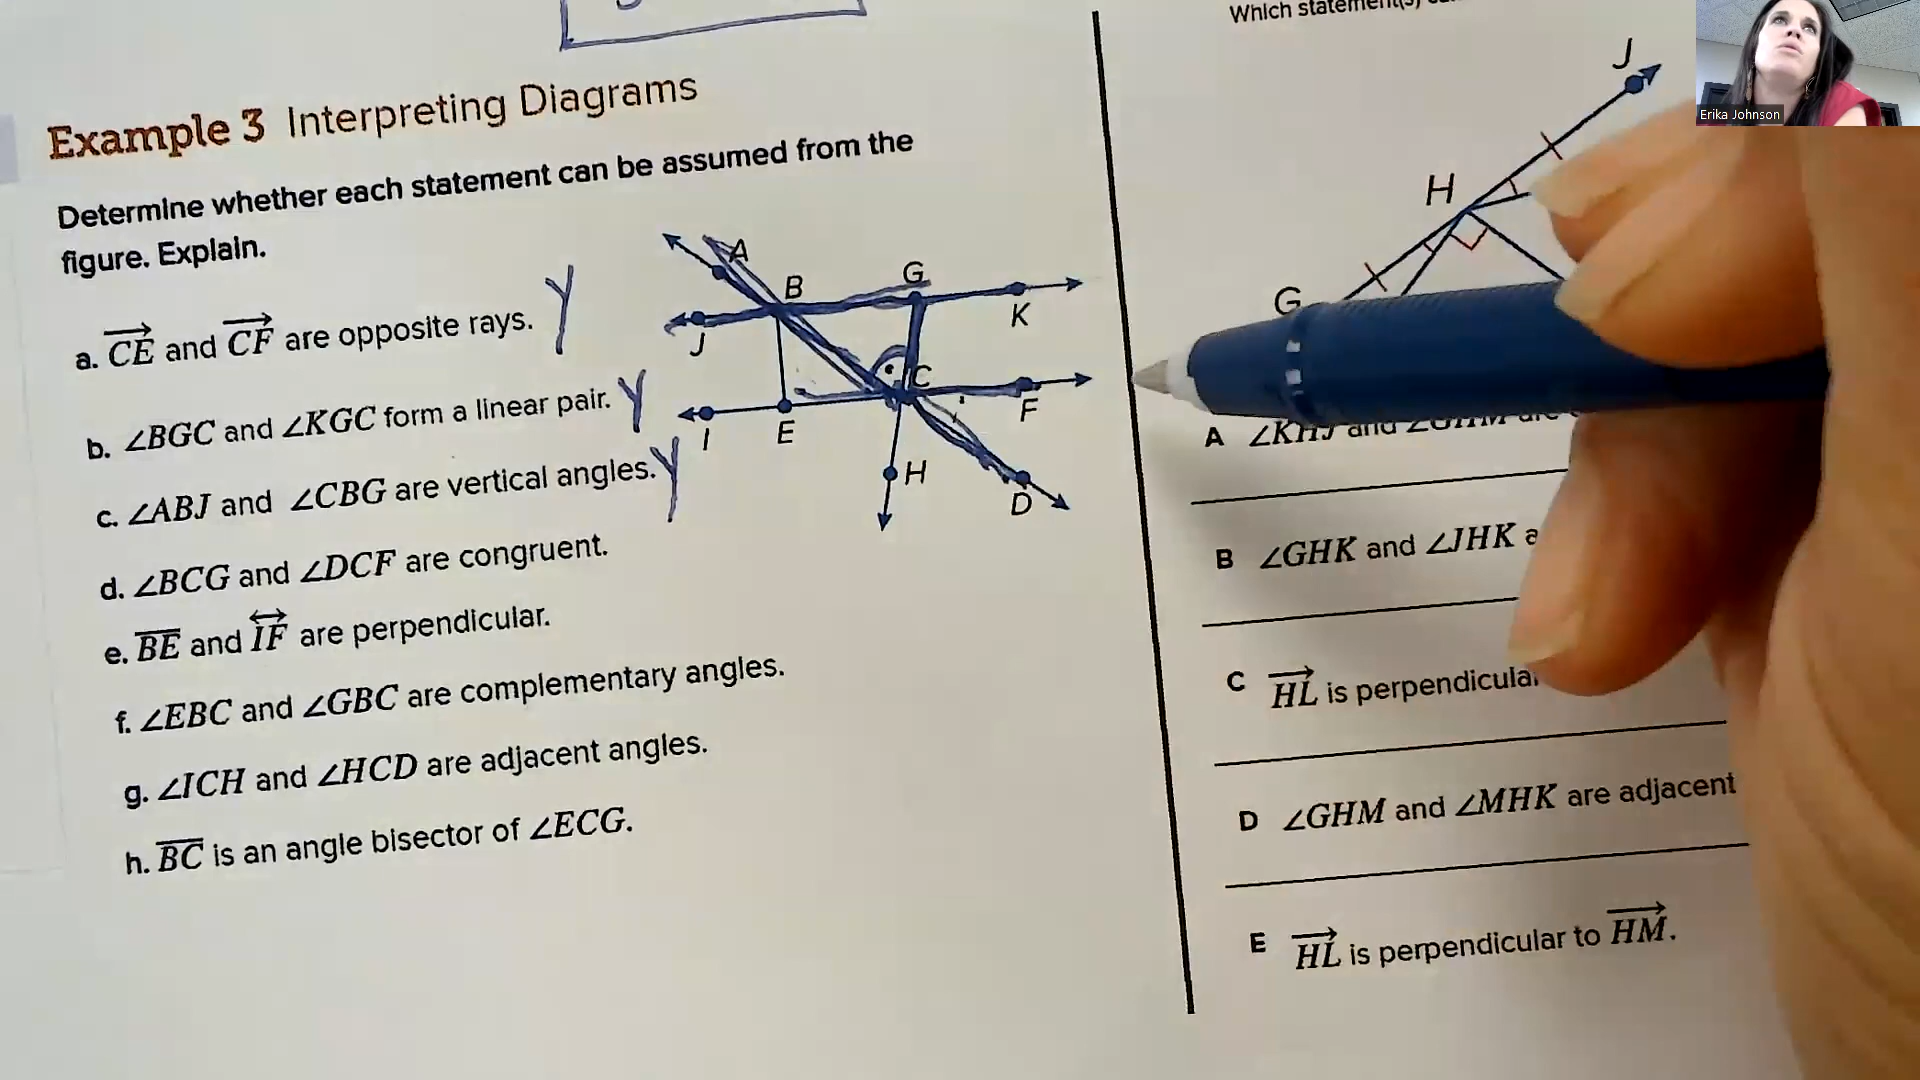 Which statement(s)
Example 3 Interpreting Diagrams
Determine whether each statement can be assumed from the
figure. Explain.
a. CE and CF are opposite rays. Y
b. ∠BGC and ∠KGC form a linear pair. Y
c. ∠ABJ and ∠CBG are vertical angles. Y
d. ∠BCG and ∠DCF are congruent.
e. BE and IF are perpendicular.
f. ∠EBC and ∠GBC are complementary angles.
g. ∠ICH and ∠HCD are adjacent angles.
h. BC is an angle bisector of ∠ECG.
A
B
G
J
K
C
I
E
F
H
D
J
H
G
A ∠KHJ and ∠GHM are
B ∠GHK and ∠JHK
C HL is perpendicular
D ∠GHM and ∠MHK are adjacent
E HL is perpendicular to HM.
Erika Johnson